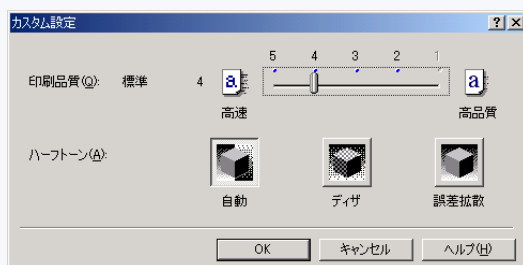 カスタム設定
5 4 3 2 1
印刷品質(Q): 標準 4 a a
高速 高品質
ハーフトーン(A):
自動 ディザ 誤差拡散
OK キャンセル ヘルプ(H)